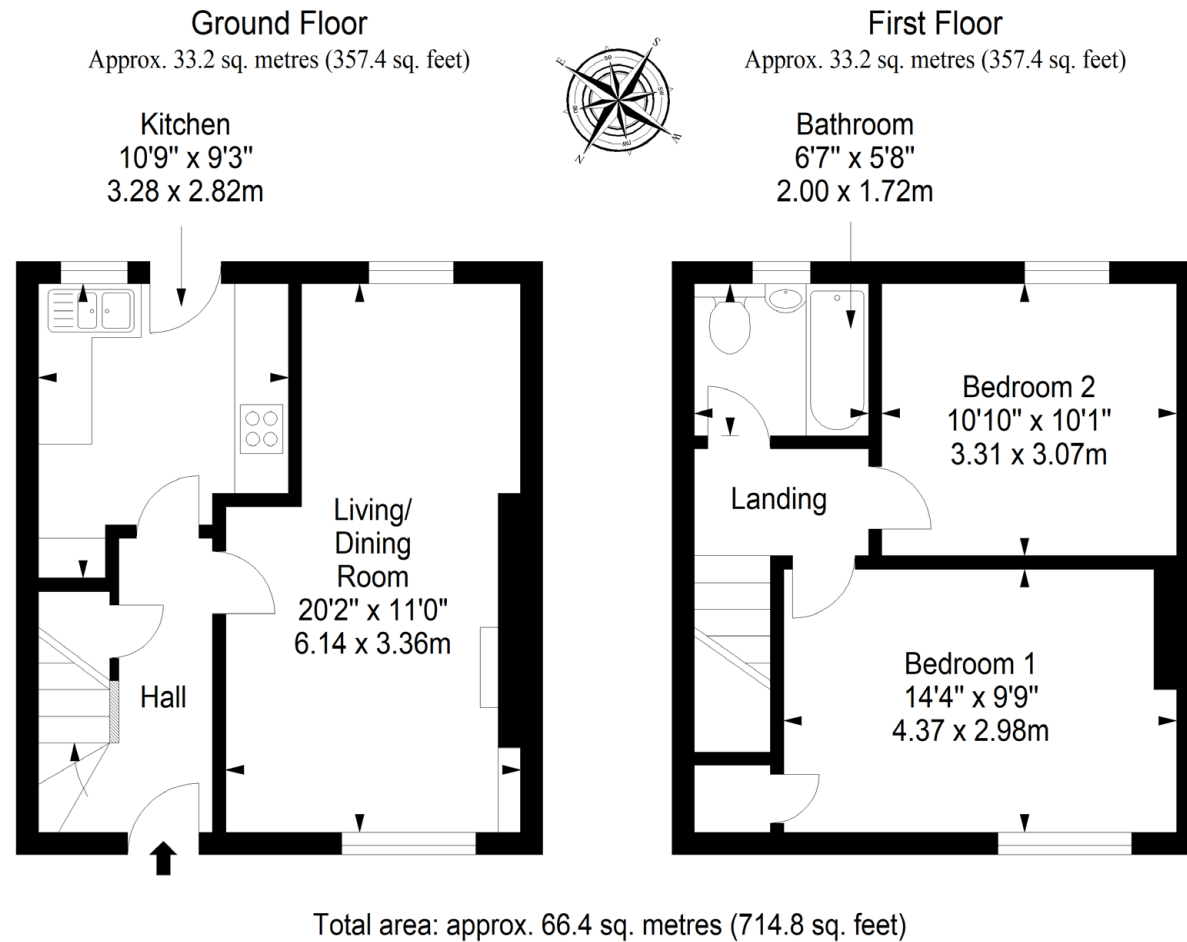 Ground Floor
Approx. 33.2 sq. metres (357.4 sq. feet)
First Floor
Approx. 33.2 sq. metres (357.4 sq. feet)
S
E
W
N
SE
SW
NE
NW
Kitchen
10'9" x 9'3"
3.28 x 2.82m
Bathroom
6'7" x 5'8"
2.00 x 1.72m
Living/
Dining
Room
20'2" x 11'0"
6.14 x 3.36m
Hall
Bedroom 2
10'10" x 10'1"
3.31 x 3.07m
Landing
Bedroom 1
14'4" x 9'9"
4.37 x 2.98m
Total area: approx. 66.4 sq. metres (714.8 sq. feet)